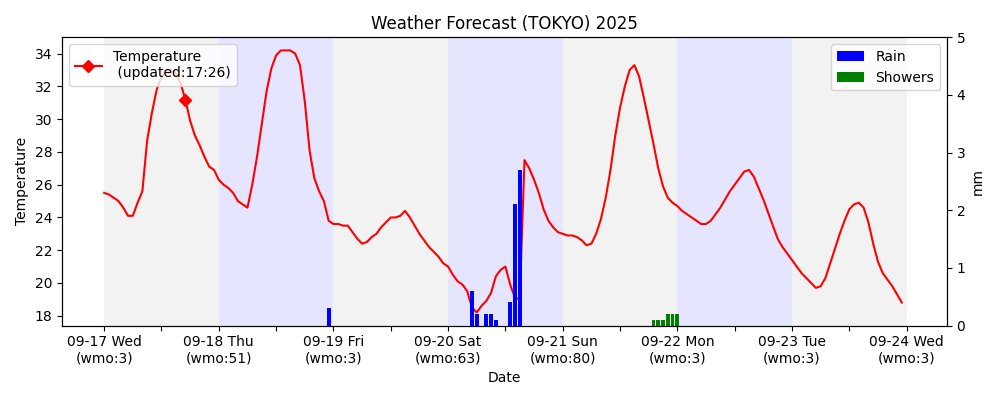 Weather Forecast (TOKYO) 2025
Temperature
(updated:17:26)
Rain
Showers
34
32
30
28
26
24
22
20
18
Temperature
5
4
3
2
1
0
mm
09-17 Wed
(wmo:3)
09-18 Thu
(wmo:51)
09-19 Fri
(wmo:3)
09-20 Sat
(wmo:63)
09-21 Sun
(wmo:80)
09-22 Mon
(wmo:3)
09-23 Tue
(wmo:3)
09-24 Wed
(wmo:3)
Date